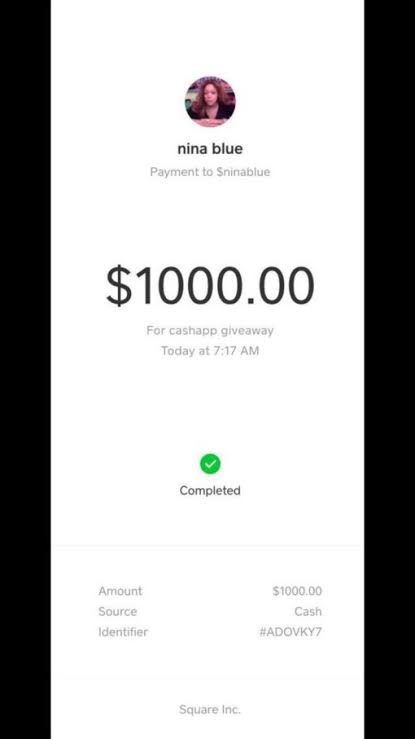 nina blue
Payment to $ninablue
$1000.00
For cashapp giveaway
Today at 7:17 AM
Completed
Amount $1000.00
Source Cash
Identifier #ADOVKY7
Square Inc.